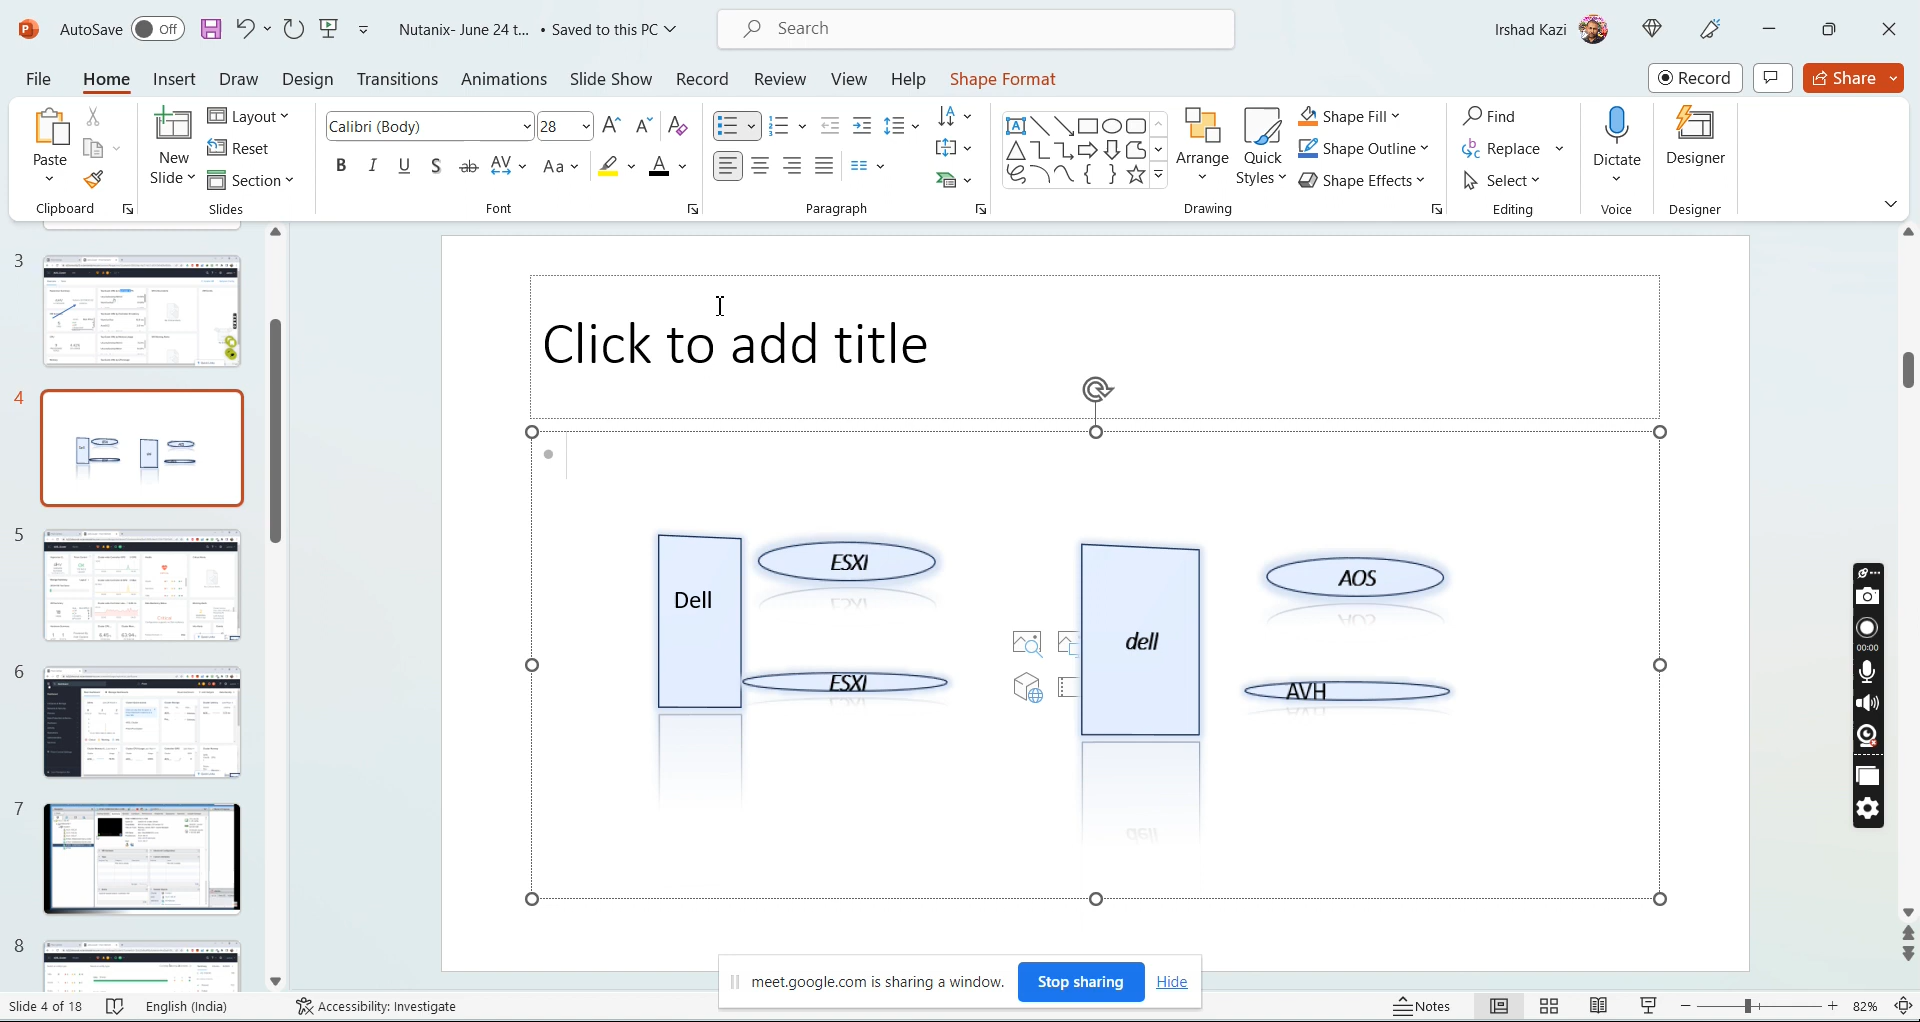 AutoSave Off Nutanix- June 24 t... • Saved to this PC Search Irshad Kazi
File Home Insert Draw Design Transitions Animations Slide Show Record Review View Help Shape Format Record Share
Paste
Clipboard
New
Slide
Layout
Reset
Section
Slides
Calibri (Body) 28
B I U S ab AV Aa A
Font
Paragraph
Arrange
Quick
Styles
Shape Fill
Shape Outline
Shape Effects
Drawing
Find
Replace
Select
Editing
Dictate
Voice
Designer
Designer
3
4
5
6
7
8
Click to add title
Dell
ESXI
ESXI
dell
AOS
AVH
00:00
meet.google.com is sharing a window. Stop sharing Hide
Slide 4 of 18 English (India) Accessibility: Investigate Notes 82%